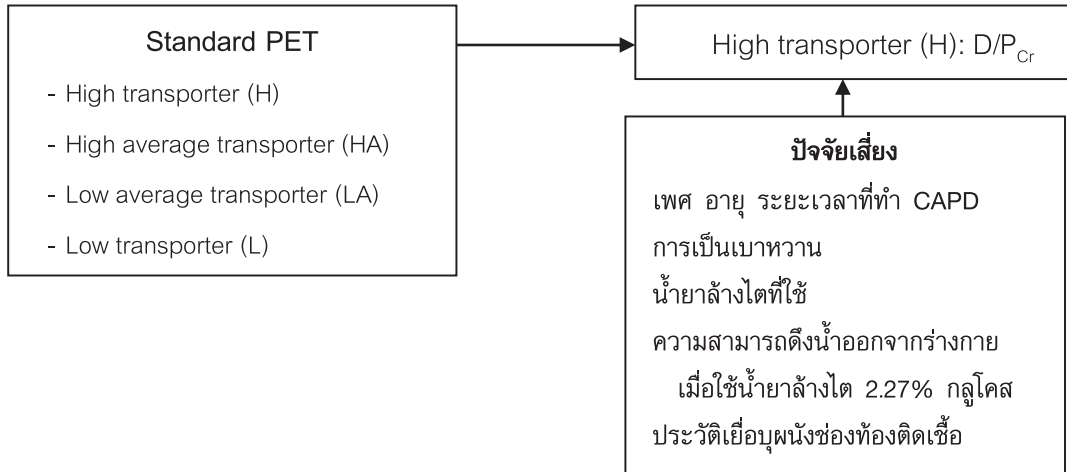 Standard PET
- High transporter (H)
- High average transporter (HA)
- Low average transporter (LA)
- Low transporter (L)
High transporter (H): D/P_Cr
ปัจจัยเสี่ยง
เพศ อายุ ระยะเวลาที่ทำ CAPD
การเป็นเบาหวาน
น้ำยาล้างไตที่ใช้
ความสามารถดึงน้ำออกจากร่างกาย
เมื่อใช้น้ำยาล้างไต 2.27% กลูโคส
ประวัติเยื่อบุผนังช่องท้องติดเชื้อ